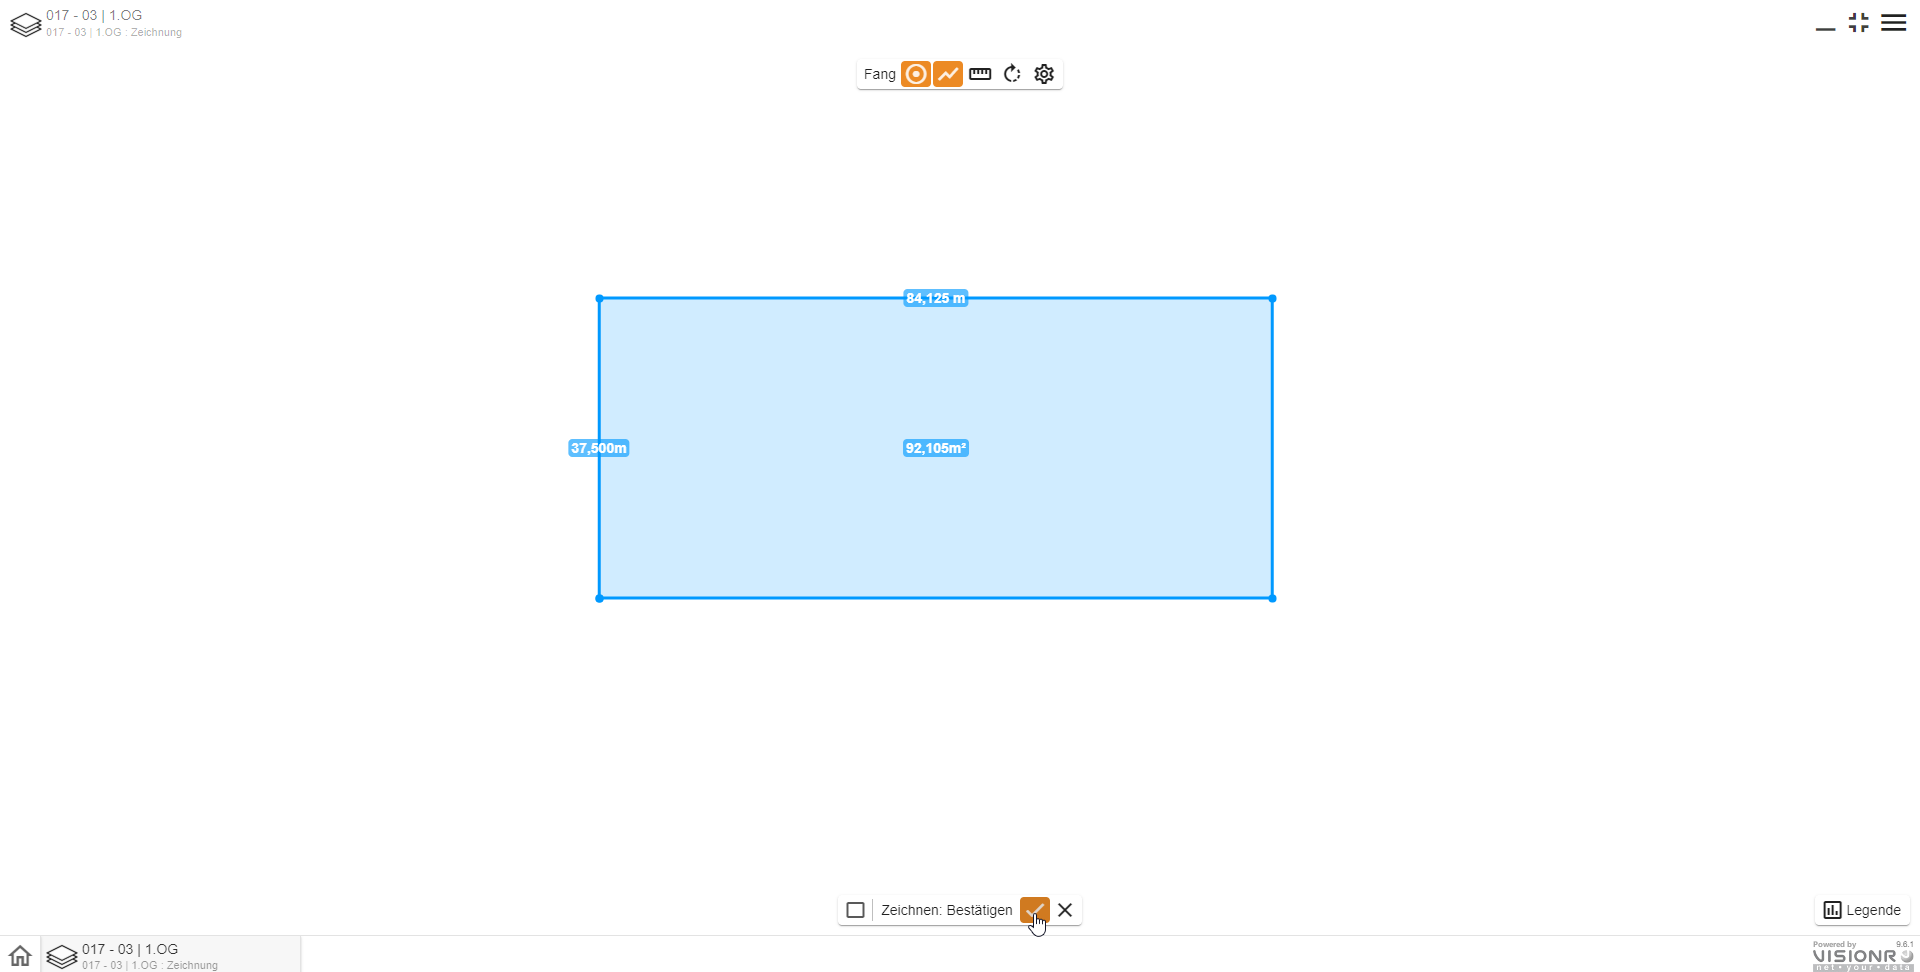 017 - 03 | 1.OG
017 - 03 | 1.OG : Zeichnung
Fang
84,125 m
37,500m
92,105m²
Zeichnen: Bestätigen
Legende
017 - 03 | 1.OG
017 - 03 | 1.OG : Zeichnung
Powered by
9.6.1
VISIONR
net • your • data